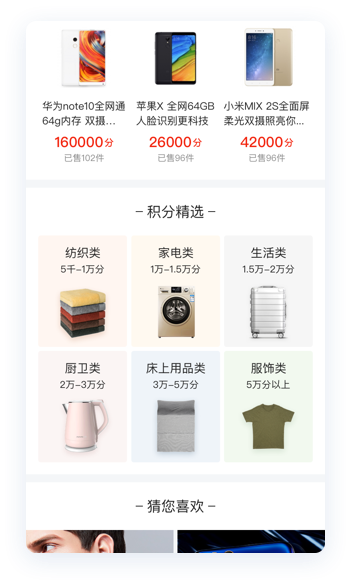 华为note10全网通
64g内存 双摄...
160000分
已售102件
苹果X 全网64GB
人脸识别更科技
26000分
已售96件
小米MIX 2S全面屏
柔光双摄照亮你...
42000分
已售96件
– 积分精选 –
纺织类
5千-1万分
家电类
1万-1.5万分
生活类
1.5万-2万分
厨卫类
2万-3万分
床上用品类
3万-5万分
服饰类
5万分以上
– 猜您喜欢 –